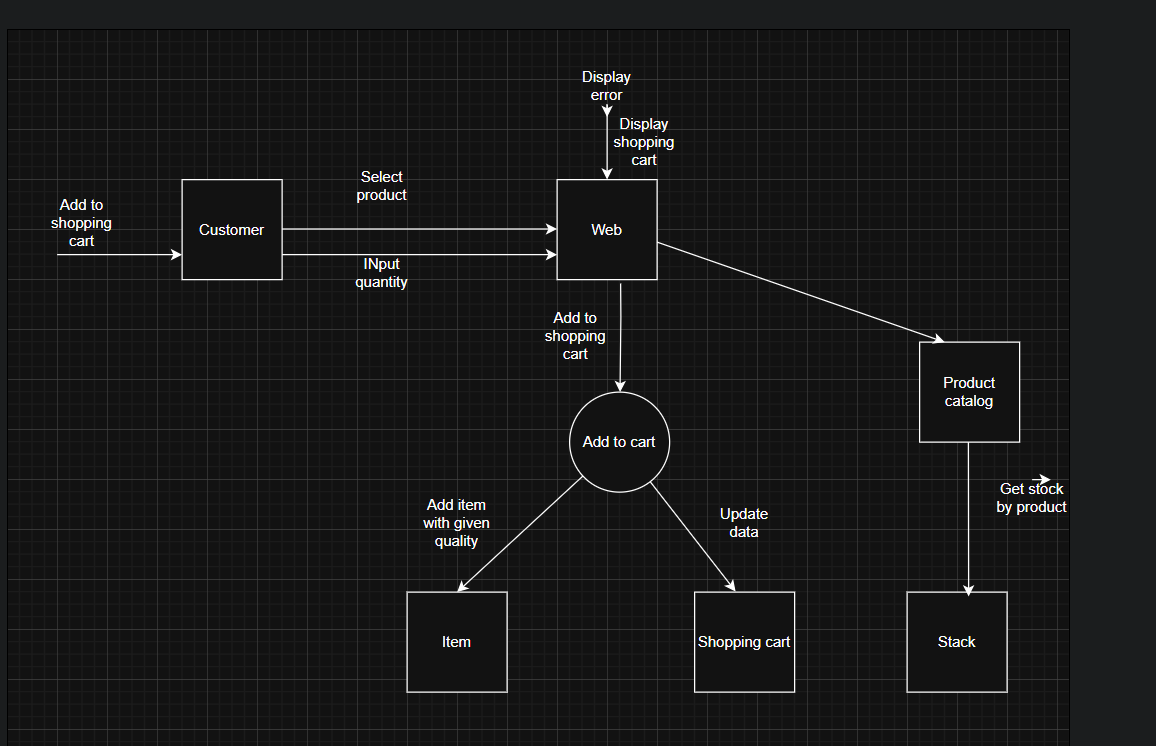 Display
error
Display
shopping
cart
Select
product
Add to
shopping
cart
Customer
Web
INput
quantity
Add to
shopping
cart
Product
catalog
Add to cart
Get stock
by product
Add item
with given
quality
Update
data
Item
Shopping cart
Stack